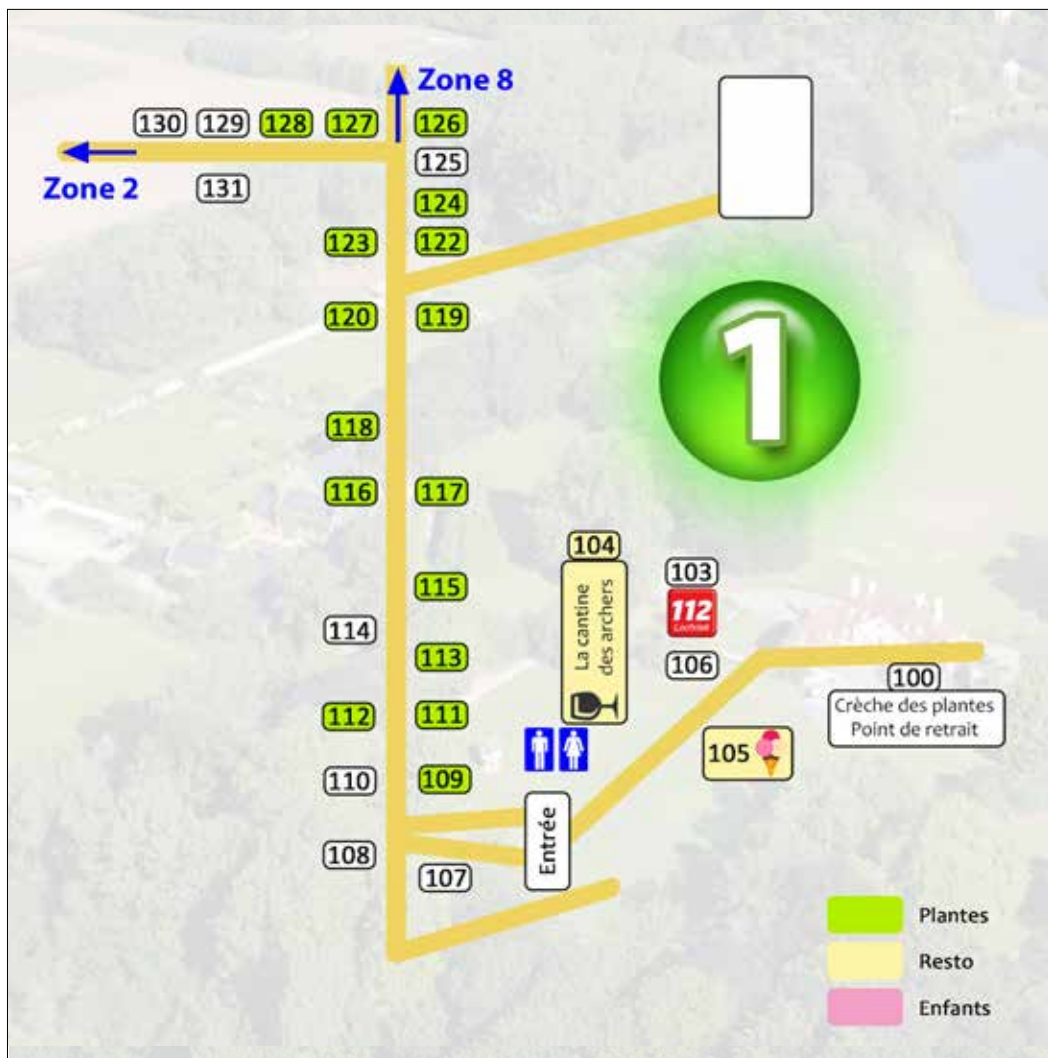 Zone 8
130 129 128 127 126
125
Zone 2 131
124
123 122
120 119
1
118
116 117
104
La cantine
des archers
103
112
115
114
106
113
100
Crèche des plantes
Point de retrait
112 111
105
110 109
Entrée
108
107
Plantes
Resto
Enfants